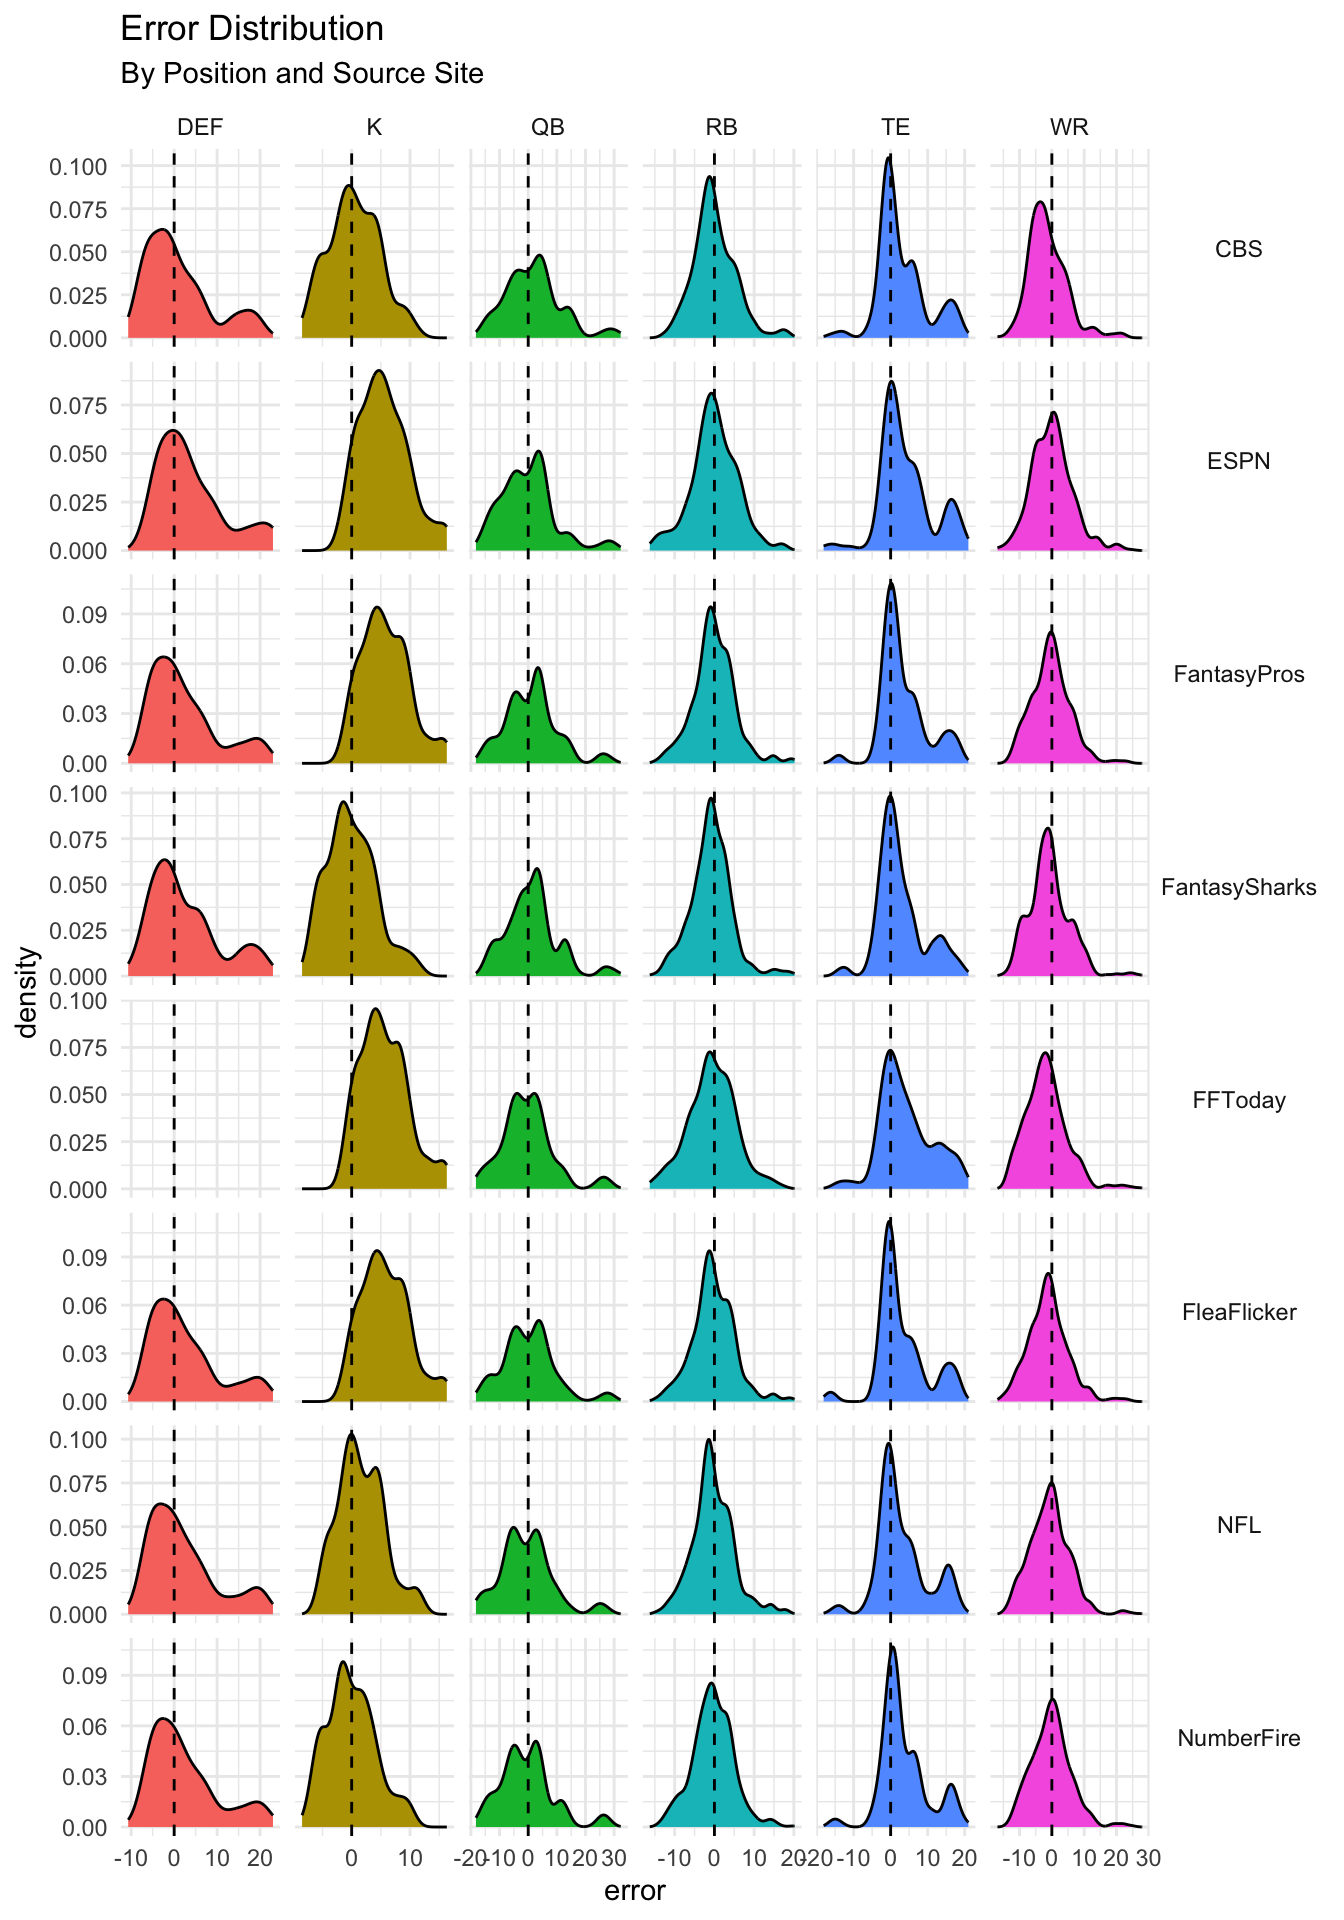 Error Distribution
By Position and Source Site
DEF K QB RB TE WR
0.100
0.075
0.050
0.025
0.000
CBS
0.075
0.050
0.025
0.000
ESPN
0.09
0.06
0.03
0.00
FantasyPros
0.100
0.075
0.050
0.025
0.000
FantasySharks
density
0.100
0.075
0.050
0.025
0.000
FFToday
0.09
0.06
0.03
0.00
FleaFlicker
0.100
0.075
0.050
0.025
0.000
NFL
0.09
0.06
0.03
0.00
NumberFire
-10 0 10 20 0 10 -20 -10 0 10 20 30 -10 0 10 20 -20 -10 0 10 20 -10 0 10 20 30
error